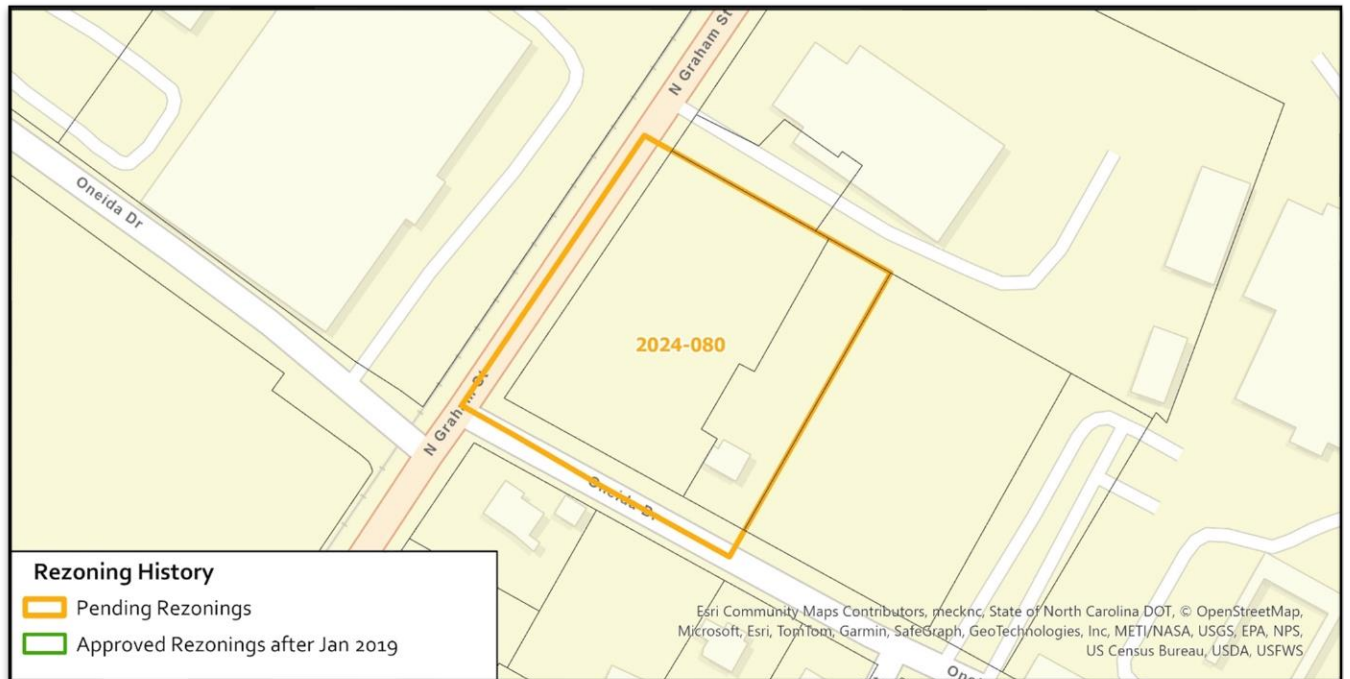 N Graham St
Oneida Dr
2024-080
N Graham St
Oneida Dr
Rezoning History
Pending Rezonings
Approved Rezonings after Jan 2019
Esri Community Maps Contributors, mecknc, State of North Carolina DOT, © OpenStreetMap,
Microsoft, Esri, TomTom, Garmin, SafeGraph, GeoTechnologies, Inc, METI/NASA, USGS, EPA, NPS,
US Census Bureau, USDA, USFWS